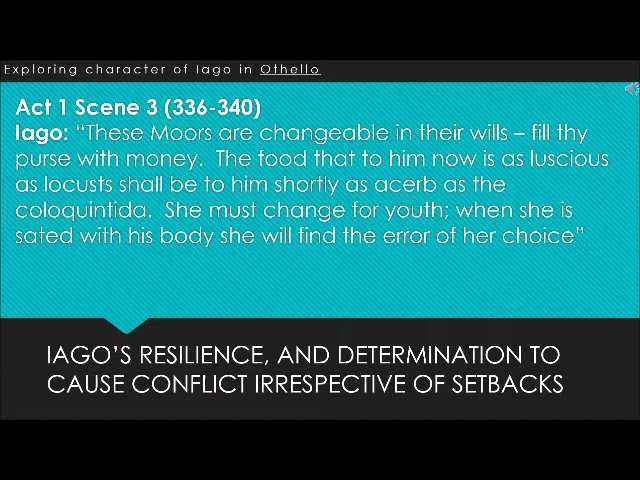 Exploring character of Iago in Othello
Act 1 Scene 3 (336-340)
Iago: “These Moors are changeable in their wills – fill thy
purse with money.  The food that to him now is as luscious
as locusts shall be to him shortly as acerb as the
coloquintida.  She must change for youth; when she is
sated with his body she will find the error of her choice”
IAGO’S RESILIENCE, AND DETERMINATION TO
CAUSE CONFLICT IRRESPECTIVE OF SETBACKS